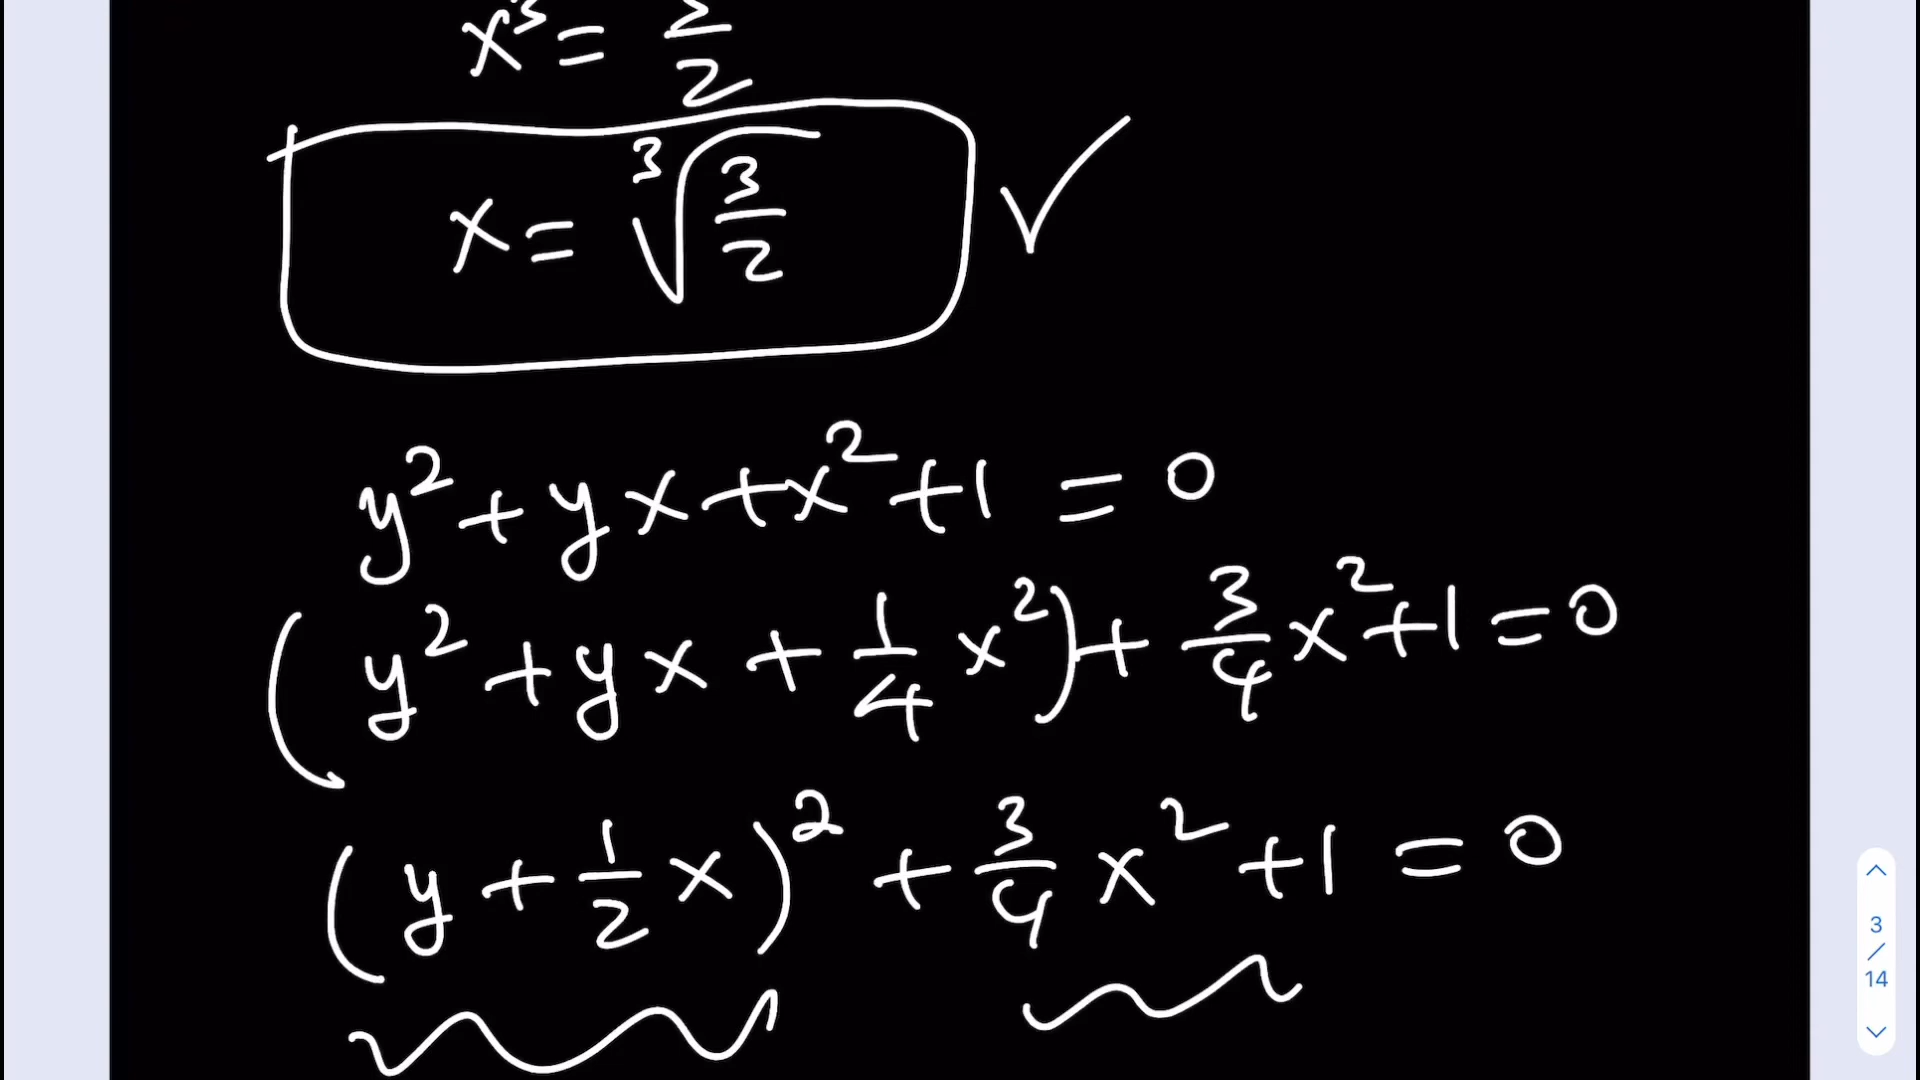 x³ = 3/2
x = ∛(3/2) ✓
y² + yx + x² + 1 = 0
(y² + yx + 1/4 x²) + 3/4 x² + 1 = 0
(y + 1/2 x)² + 3/4 x² + 1 = 0
3
/
14